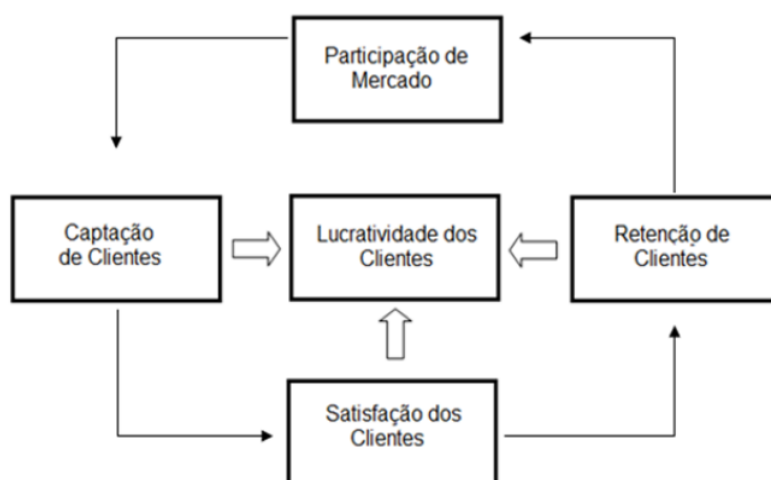 Participação de
Mercado
Captação
de Clientes
Lucratividade dos
Clientes
Retenção de
Clientes
Satisfação dos
Clientes